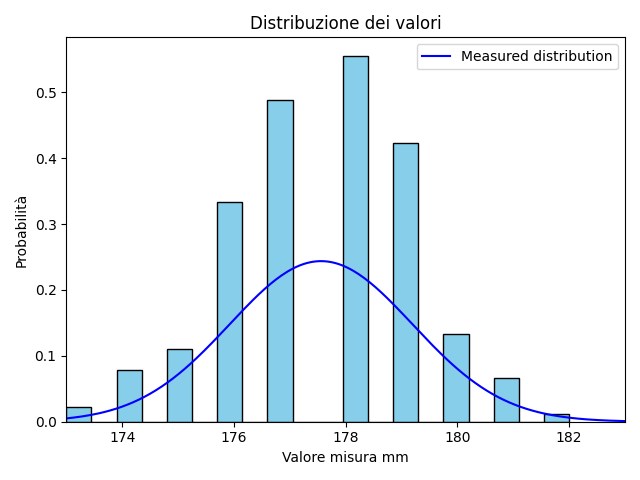 Distribuzione dei valori
Measured distribution
Probabilità
0.5
0.4
0.3
0.2
0.1
0.0
174 176 178 180 182
Valore misura mm